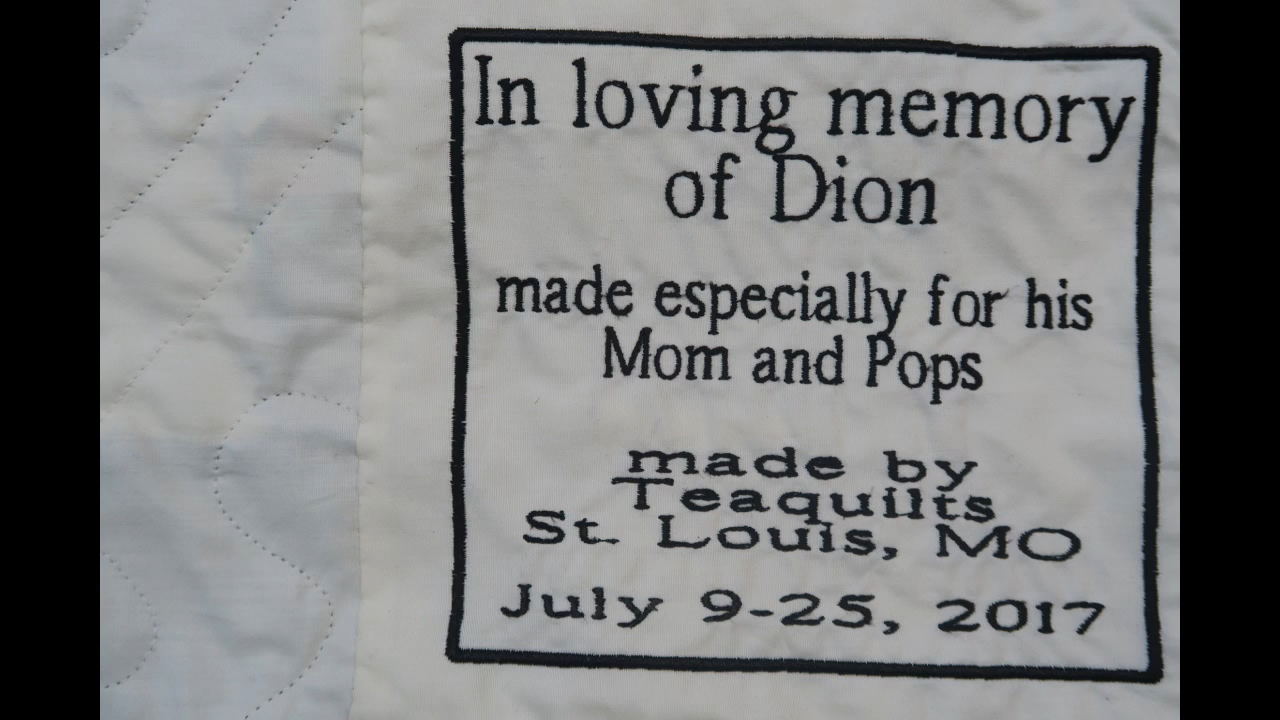 In loving memory
of Dion
made especially for his
Mom and Pops
made by
Teaquilts
St. Louis, MO
July 9-25, 2017